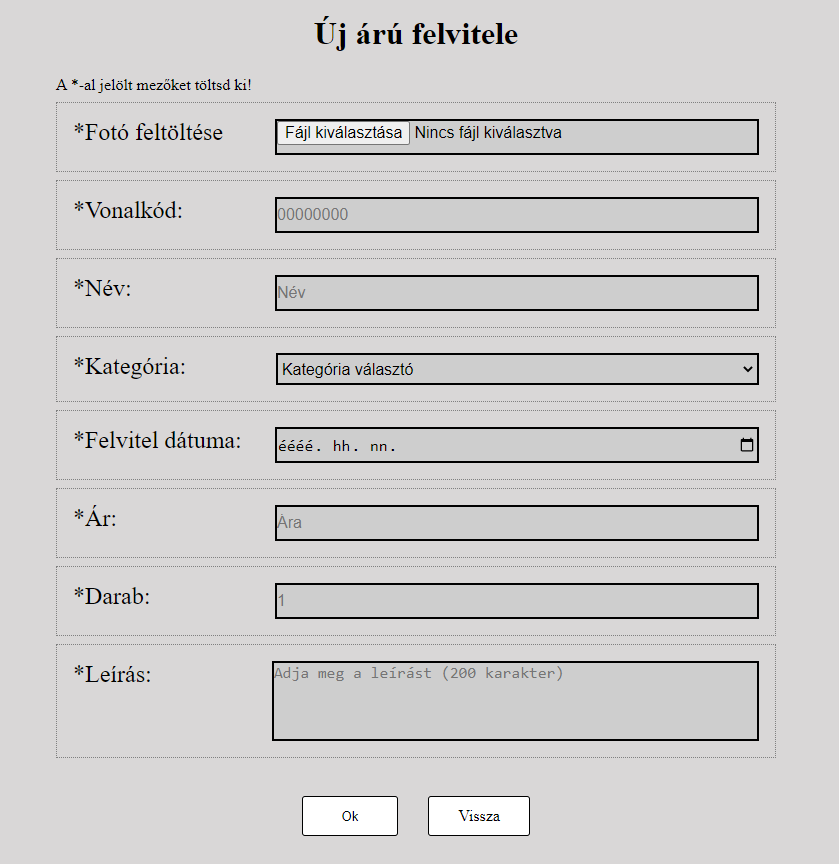 Új árú felvitele
A *-al jelölt mezőket töltsd ki!
*Fotó feltöltése Fájl kiválasztása Nincs fájl kiválasztva
*Vonalkód: 00000000
*Név: Név
*Kategória: Kategória választó
*Felvitel dátuma: éééé. hh. nn.
*Ár: Ára
*Darab: 1
*Leírás: Adja meg a leírást (200 karakter)
Ok Vissza